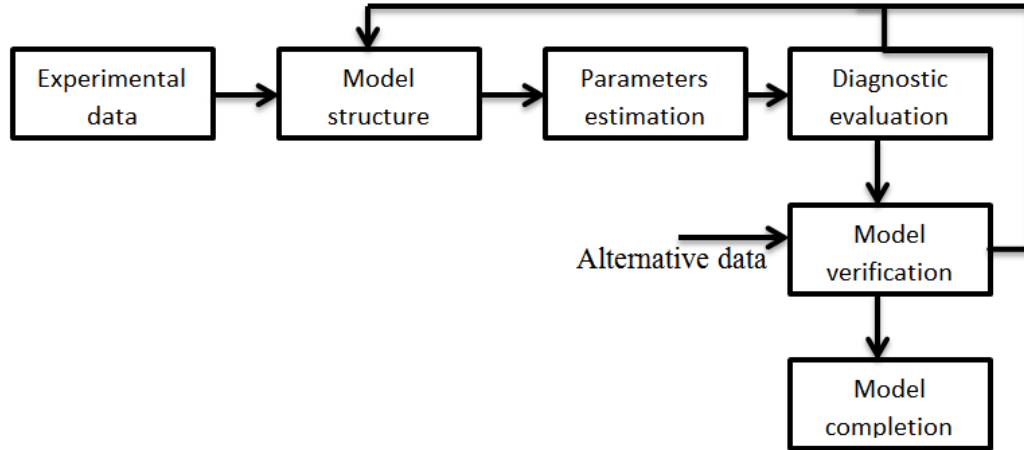 Experimental
data
Model
structure
Parameters
estimation
Diagnostic
evaluation
Alternative data
Model
verification
Model
completion